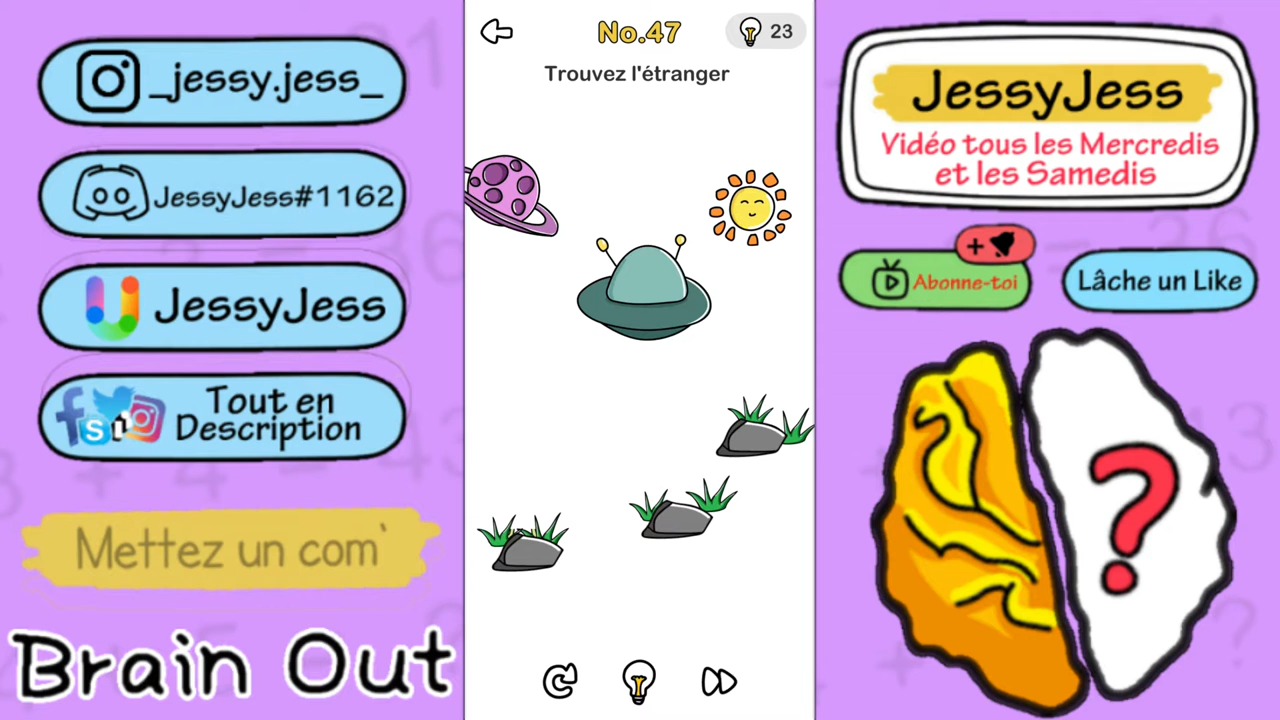 _jessy.jess_
JessyJess#1162
JessyJess
Tout en
Description
Mettez un com`
Brain Out
No.47
23
Trouvez l'étranger
JessyJess
Vidéo tous les Mercredis
et les Samedis
+
Abonne-toi
Lâche un Like
?